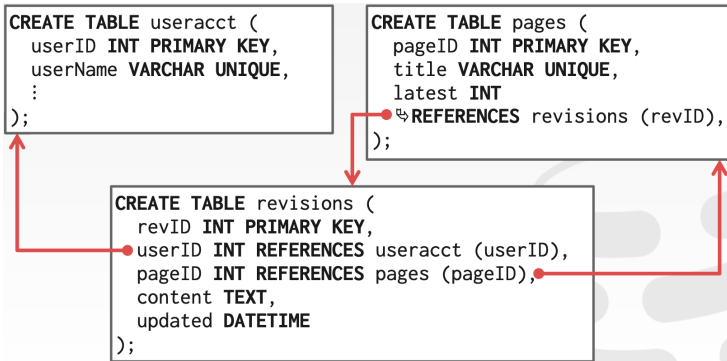 CREATE TABLE useracct (
userID INT PRIMARY KEY,
userName VARCHAR UNIQUE,
⋮
);
CREATE TABLE pages (
pageID INT PRIMARY KEY,
title VARCHAR UNIQUE,
latest INT
⤷REFERENCES revisions (revID),
);
CREATE TABLE revisions (
revID INT PRIMARY KEY,
userID INT REFERENCES useracct (userID),
pageID INT REFERENCES pages (pageID),
content TEXT,
updated DATETIME
);